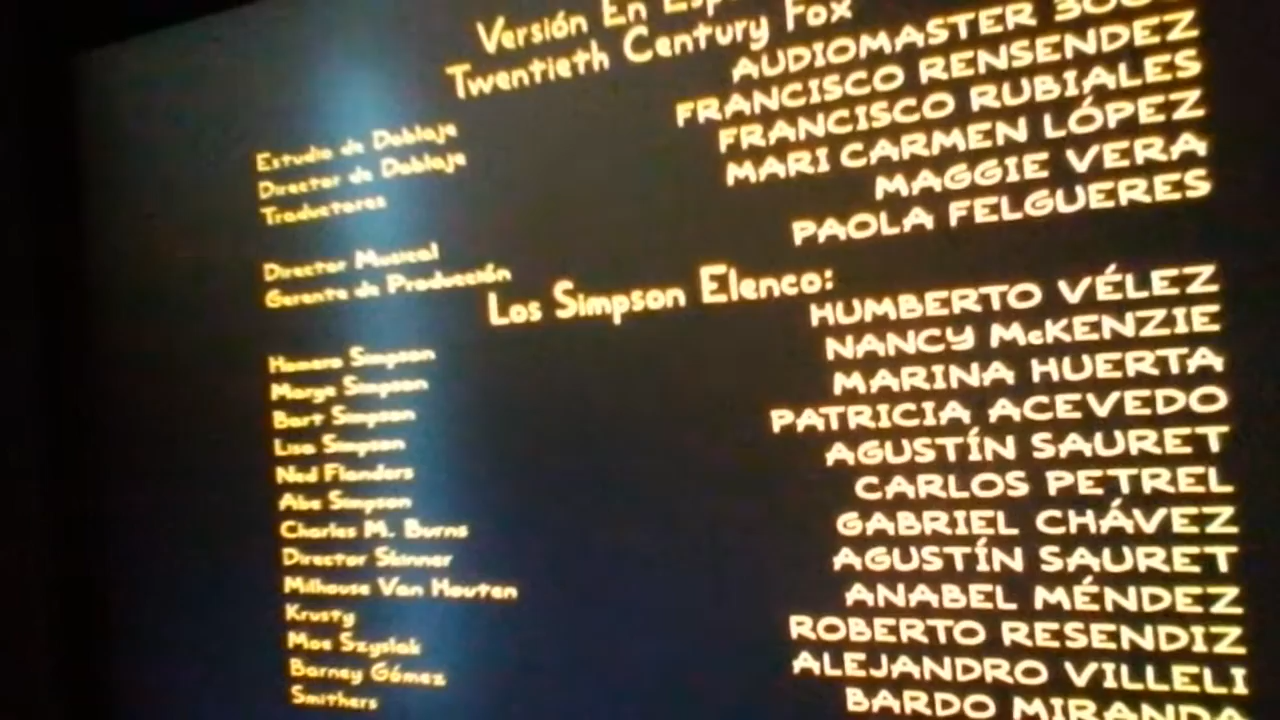 Versión En
Twentieth Century Fox
Estudio de Doblaje AUDIOMASTER
Director de Doblaje FRANCISCO RENSENDEZ
Traductores FRANCISCO RUBIALES
MARI CARMEN LÓPEZ
Director Musical MAGGIE VERA
Gerente de Producción PAOLA FELGUERES
Los Simpson Elenco:
Homero Simpson HUMBERTO VÉLEZ
Marge Simpson NANCY McKENZIE
Bart Simpson MARINA HUERTA
Lisa Simpson PATRICIA ACEVEDO
Ned Flanders AGUSTÍN SAURET
Abe Simpson CARLOS PETREL
Charles M. Burns GABRIEL CHÁVEZ
Director Skinner AGUSTÍN SAURET
Milhouse Van Houten ANABEL MÉNDEZ
Krusty ROBERTO RESENDIZ
Moe Szyslak ALEJANDRO VILLELI
Barney Gómez BARDO MIRANDA
Smithers